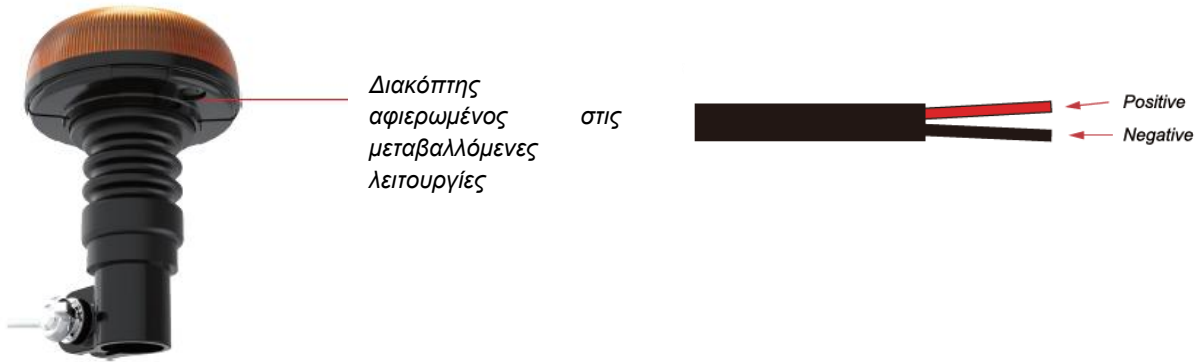 Διακόπτης
αφιερωμένος στις
μεταβαλλόμενες
λειτουργίες
Positive
Negative